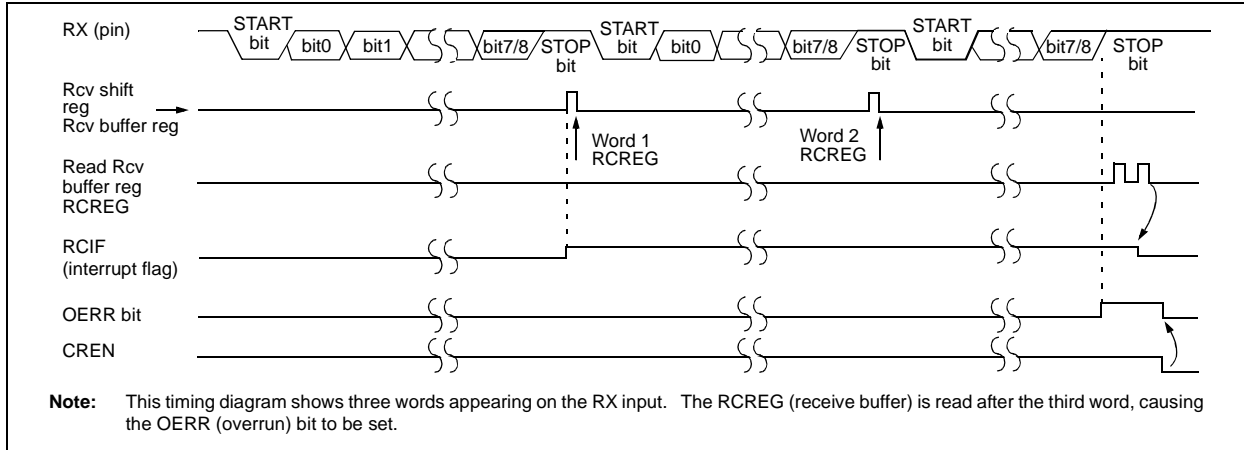 RX (pin)
START
bit
bit0
bit1
bit7/8
STOP
bit
START
bit
bit0
bit7/8
STOP
bit
START
bit
bit7/8
STOP
bit
Rcv shift
reg
Rcv buffer reg
Word 1
RCREG
Word 2
RCREG
Read Rcv
buffer reg
RCREG
RCIF
(interrupt flag)
OERR bit
CREN
Note: This timing diagram shows three words appearing on the RX input. The RCREG (receive buffer) is read after the third word, causing
the OERR (overrun) bit to be set.